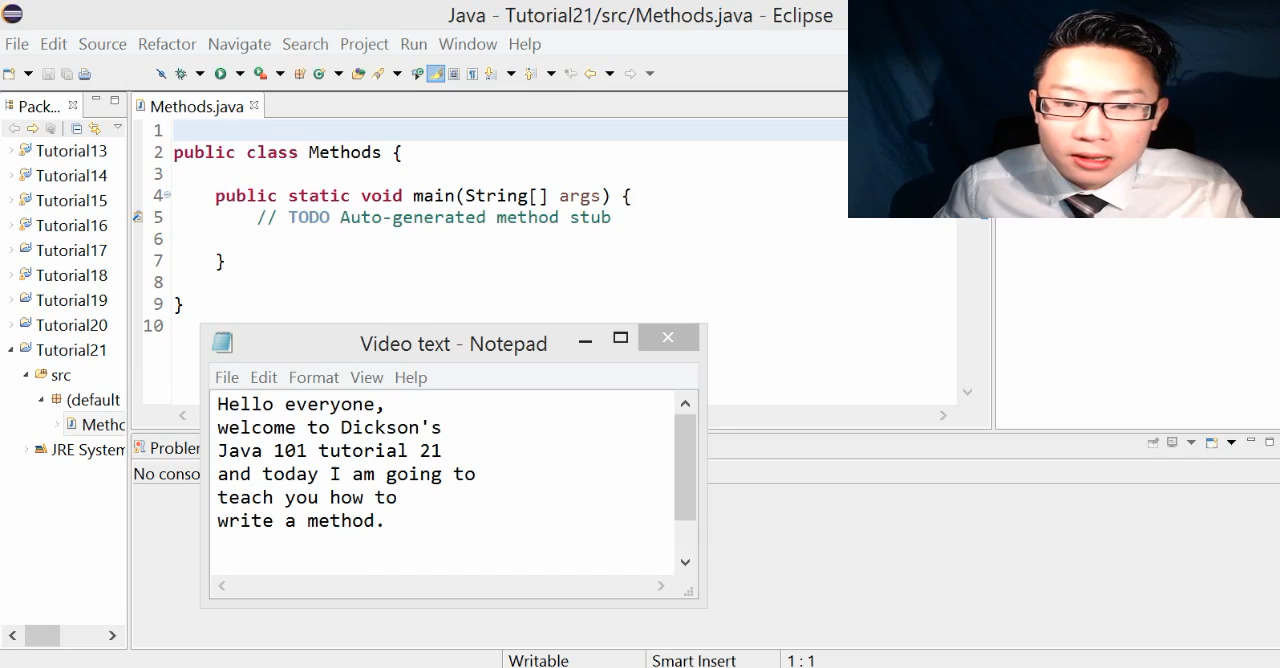 Java - Tutorial21/src/Methods.java - Eclipse
File Edit Source Refactor Navigate Search Project Run Window Help
Pack...
Methods.java
Tutorial13
Tutorial14
Tutorial15
Tutorial16
Tutorial17
Tutorial18
Tutorial19
Tutorial20
Tutorial21
src
(default
Metho
JRE System
1
2 public class Methods {
3
4 public static void main(String[] args) {
5 // TODO Auto-generated method stub
6
7 }
8
9 }
10
Video text - Notepad
File Edit Format View Help
Hello everyone,
welcome to Dickson's
Java 101 tutorial 21
and today I am going to
teach you how to
write a method.
Problen
No conso
Writable Smart Insert 1 : 1